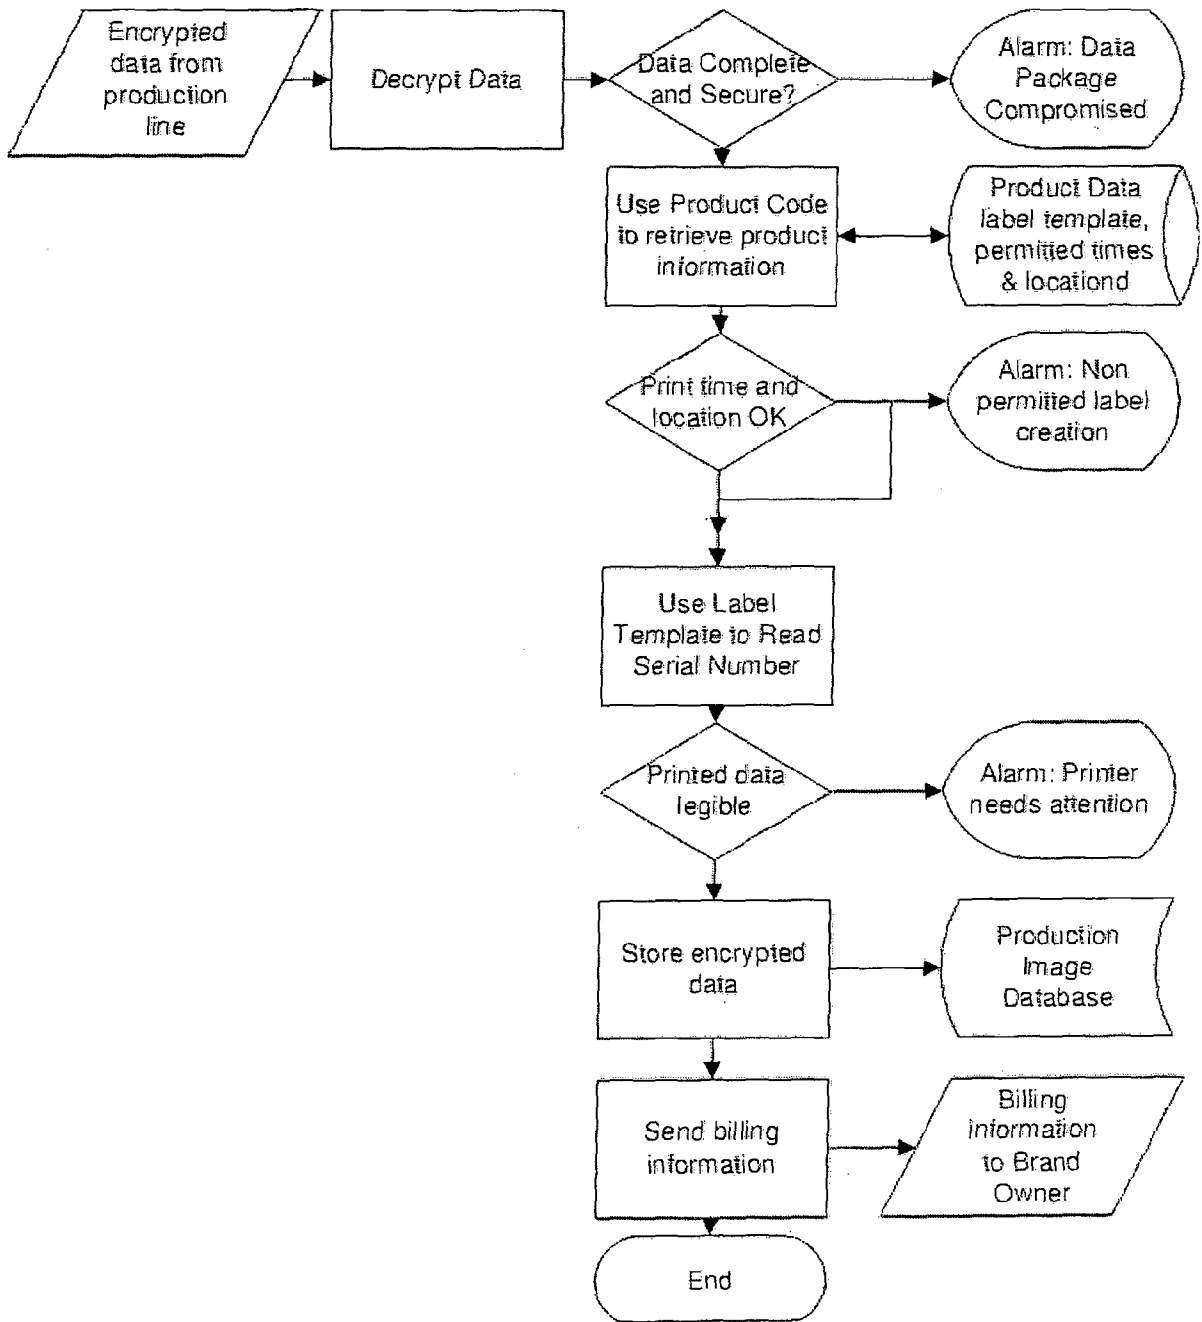 Encrypted
data from
production
line
Decrypt Data
Data Complete
and Secure?
Alarm: Data
Package
Compromised
Use Product Code
to retrieve product
information
Product Data
label template,
permitted times
& locationd
Print time and
location OK
Alarm: Non
permitted label
creation
Use Label
Template to Read
Serial Number
Printed data
legible
Alarm: Printer
needs attention
Store encrypted
data
Production
Image
Database
Send billing
information
Billing
information
to Brand
Owner
End